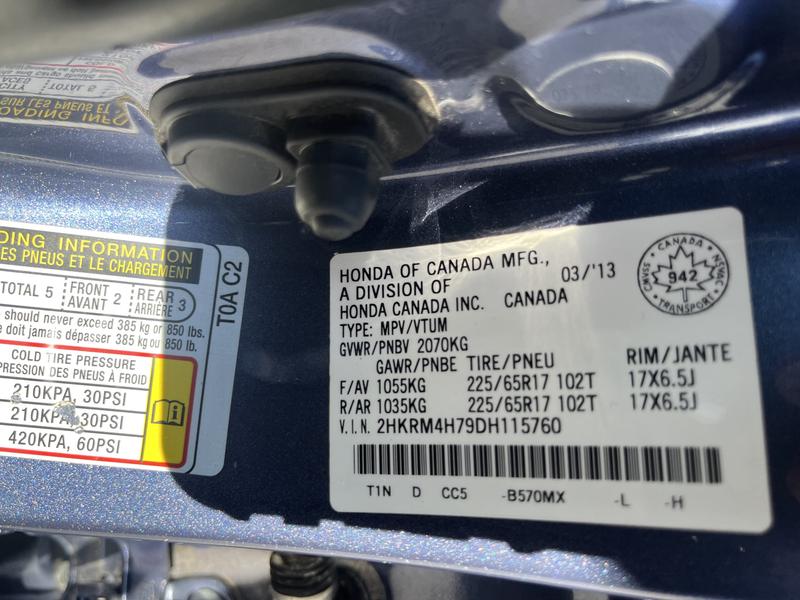 DING INFORMATION
ES PNEUS ET LE CHARGEMENT
TOTAL 5 FRONT AVANT 2 REAR ARRIÈRE 3
should never exceed 385 kg or 850 lbs.
e doit jamais dépasser 385 kg ou 850 lb.
COLD TIRE PRESSURE
PRESSION DES PNEUS À FROID
210KPA, 30PSI
210KPA, 30PSI
420KPA, 60PSI
T0A C2
HONDA OF CANADA MFG.,
A DIVISION OF
HONDA CANADA INC. CANADA
03/'13
TYPE: MPV/VTUM
GVWR/PNBV 2070KG
GAWR/PNBE TIRE/PNEU RIM/JANTE
F/AV 1055KG 225/65R17 102T 17X6.5J
R/AR 1035KG 225/65R17 102T 17X6.5J
V.I.N. 2HKRM4H79DH115760
T1N D CC5 -B570MX -L -H
CANADA
CMVSS 942 NSVAC
TRANSPORT